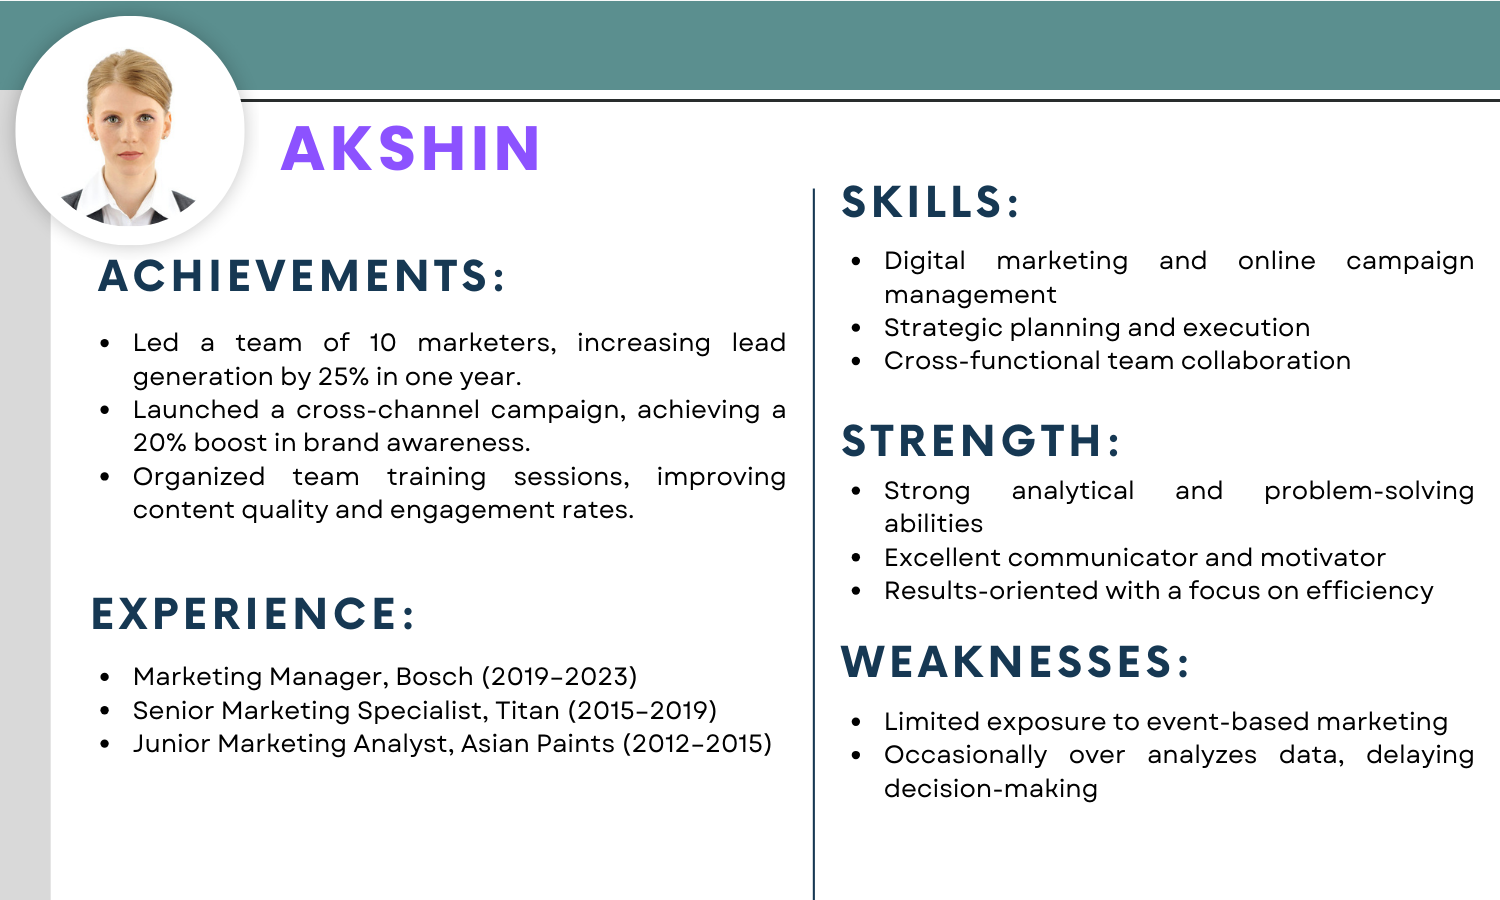 AKSHIN
ACHIEVEMENTS:
• Led a team of 10 marketers, increasing lead
generation by 25% in one year.
• Launched a cross-channel campaign, achieving a
20% boost in brand awareness.
• Organized team training sessions, improving
content quality and engagement rates.
EXPERIENCE:
• Marketing Manager, Bosch (2019–2023)
• Senior Marketing Specialist, Titan (2015–2019)
• Junior Marketing Analyst, Asian Paints (2012–2015)
SKILLS:
• Digital marketing and online campaign
management
• Strategic planning and execution
• Cross-functional team collaboration
STRENGTH:
• Strong analytical and problem-solving
abilities
• Excellent communicator and motivator
• Results-oriented with a focus on efficiency
WEAKNESSES:
• Limited exposure to event-based marketing
• Occasionally over analyzes data, delaying
decision-making